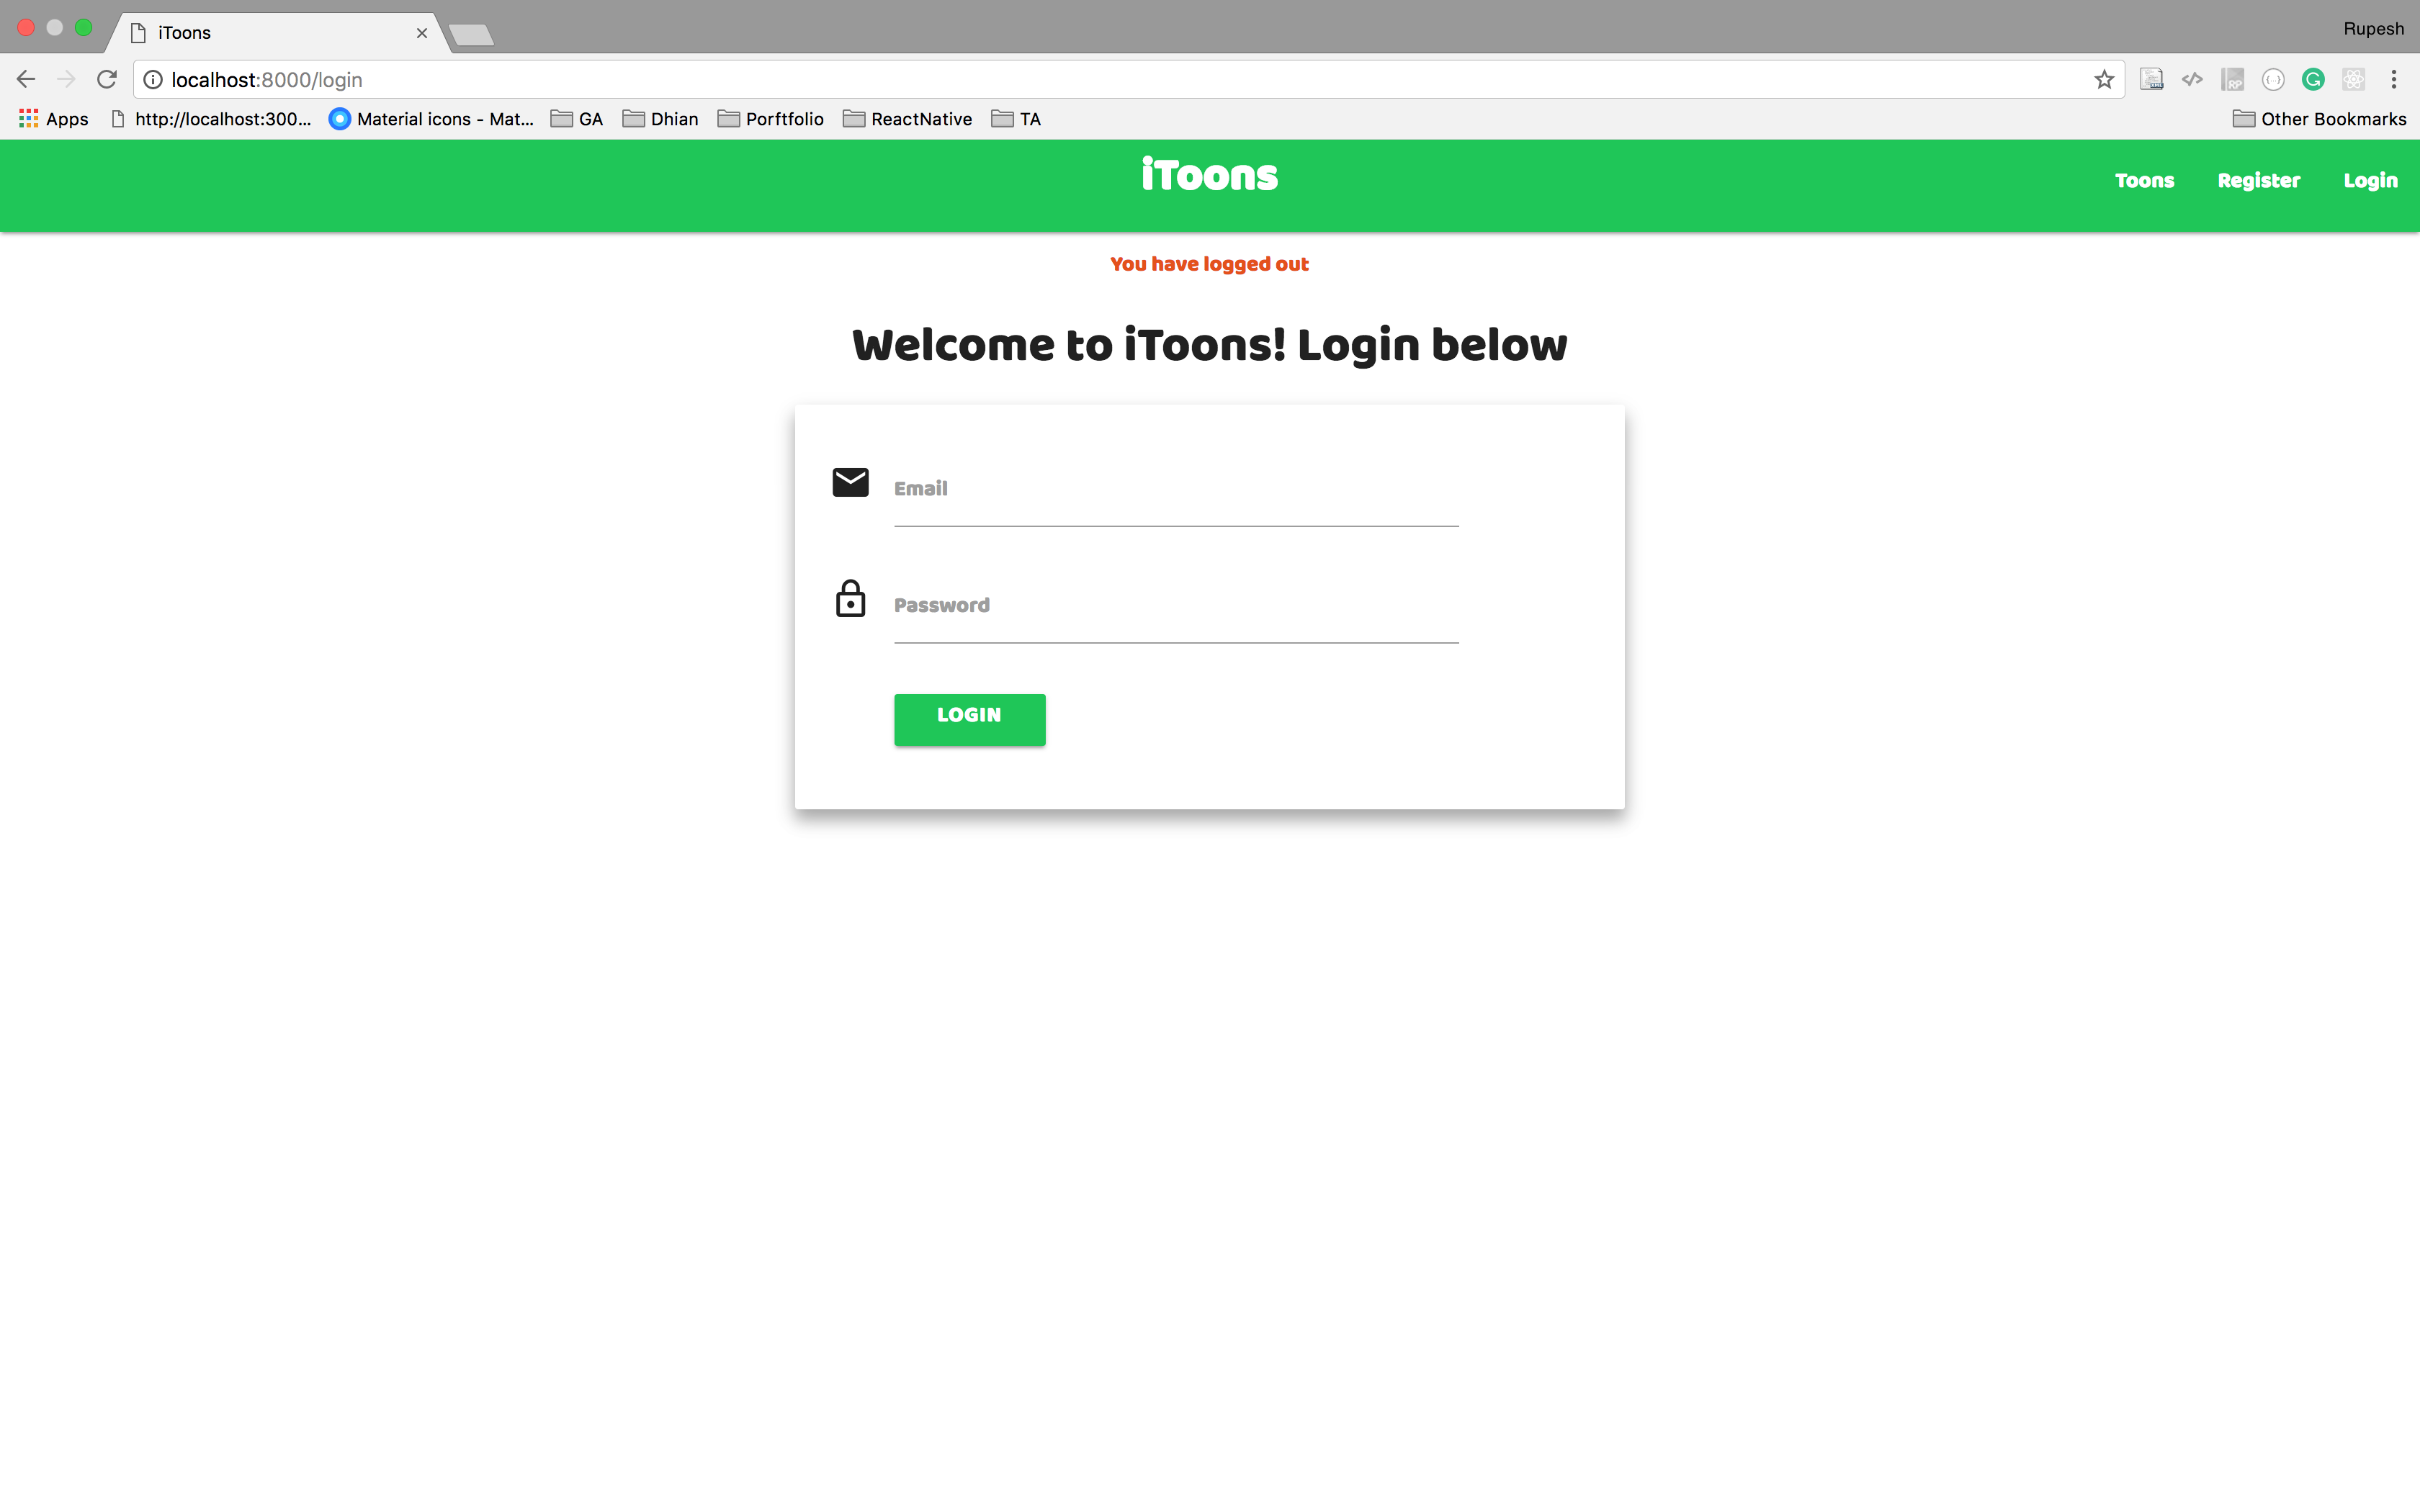 iToons
Rupesh
localhost:8000/login
Apps
http://localhost:300...
Material icons - Mat...
GA
Dhian
Porftfolio
ReactNative
TA
Other Bookmarks
iToons
Toons
Register
Login
You have logged out
Welcome to iToons! Login below
Email
Password
LOGIN